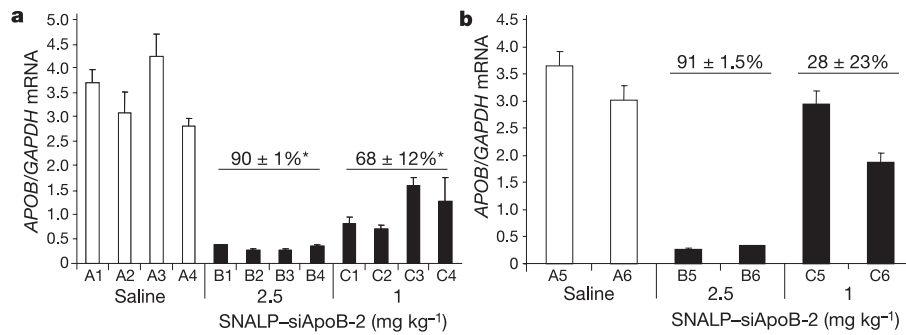 a
APOB/GAPDH mRNA
5.0
4.5
4.0
3.5
3.0
2.5
2.0
1.5
1.0
0.5
0
90 ± 1%*
68 ± 12%*
A1 A2 A3 A4 B1 B2 B3 B4 C1 C2 C3 C4
Saline 2.5 1
SNALP–siApoB-2 (mg kg⁻¹)
b
APOB/GAPDH mRNA
4.5
4.0
3.5
3.0
2.5
2.0
1.5
1.0
0.5
0
91 ± 1.5%
28 ± 23%
A5 A6 B5 B6 C5 C6
Saline 2.5 1
SNALP–siApoB-2 (mg kg⁻¹)